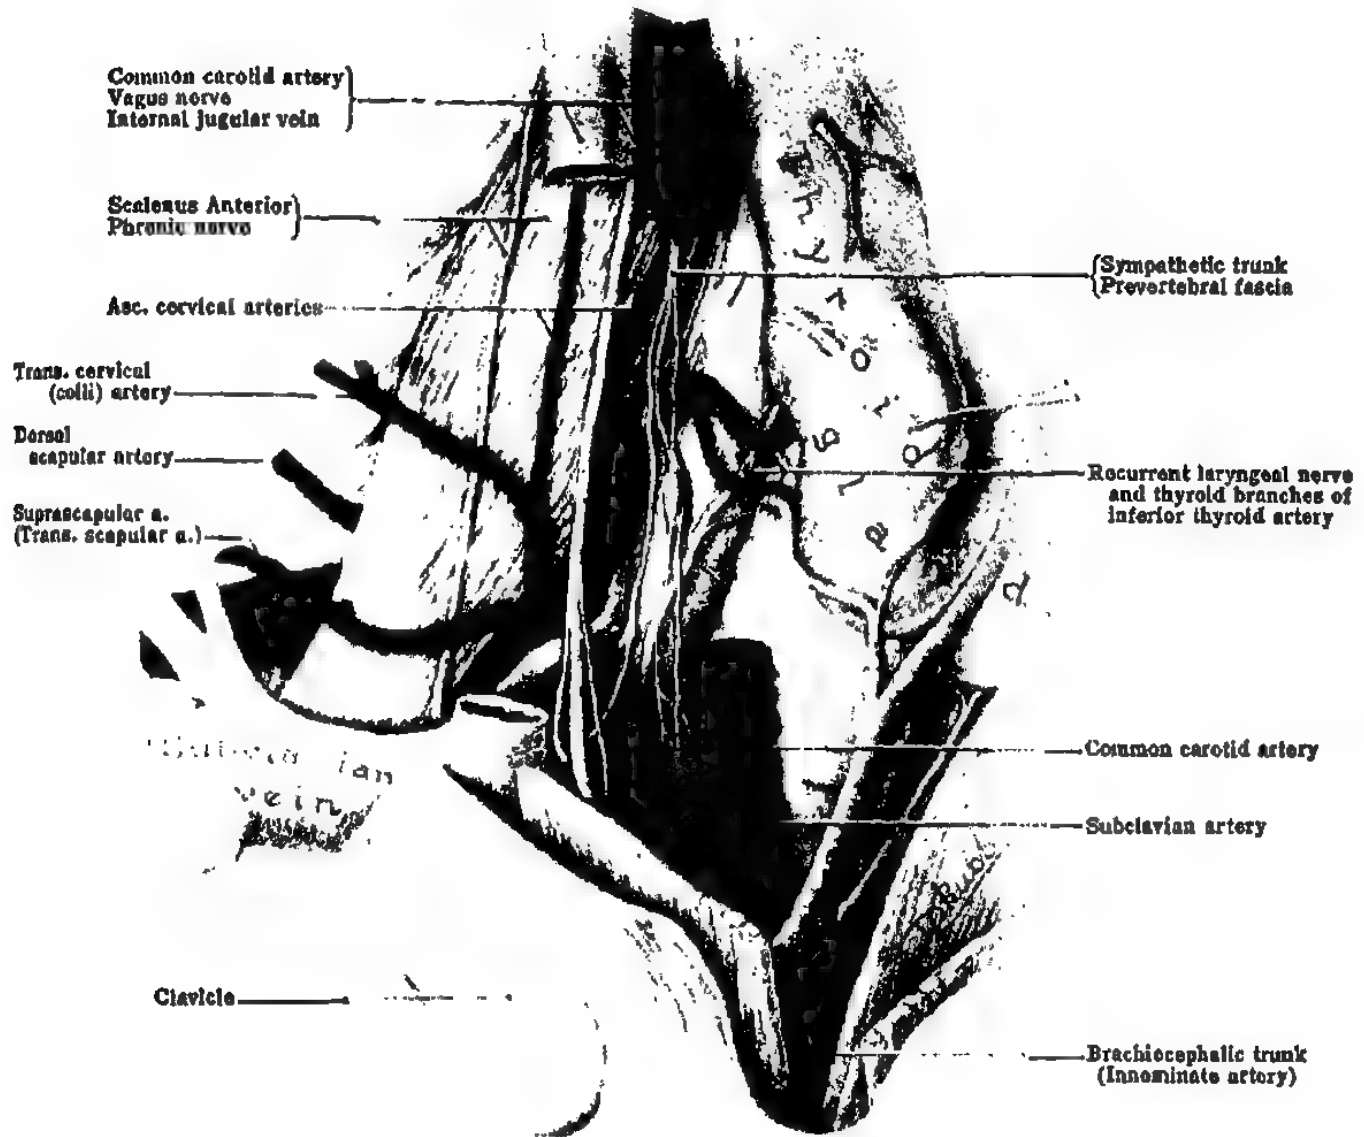 Common carotid artery
Vagus nerve
Internal jugular vein
Scalenus Anterior
Phrenic nerve
Asc. cervical arteries
Trans. cervical
(colli) artery
Dorsal
scapular artery
Suprascapular a.
(Trans. scapular a.)
vein
Clavicle
Sympathetic trunk
Prevertebral fascia
Recurrent laryngeal nerve
and thyroid branches of
inferior thyroid artery
Common carotid artery
Subclavian artery
Brachiocephalic trunk
(Innominate artery)